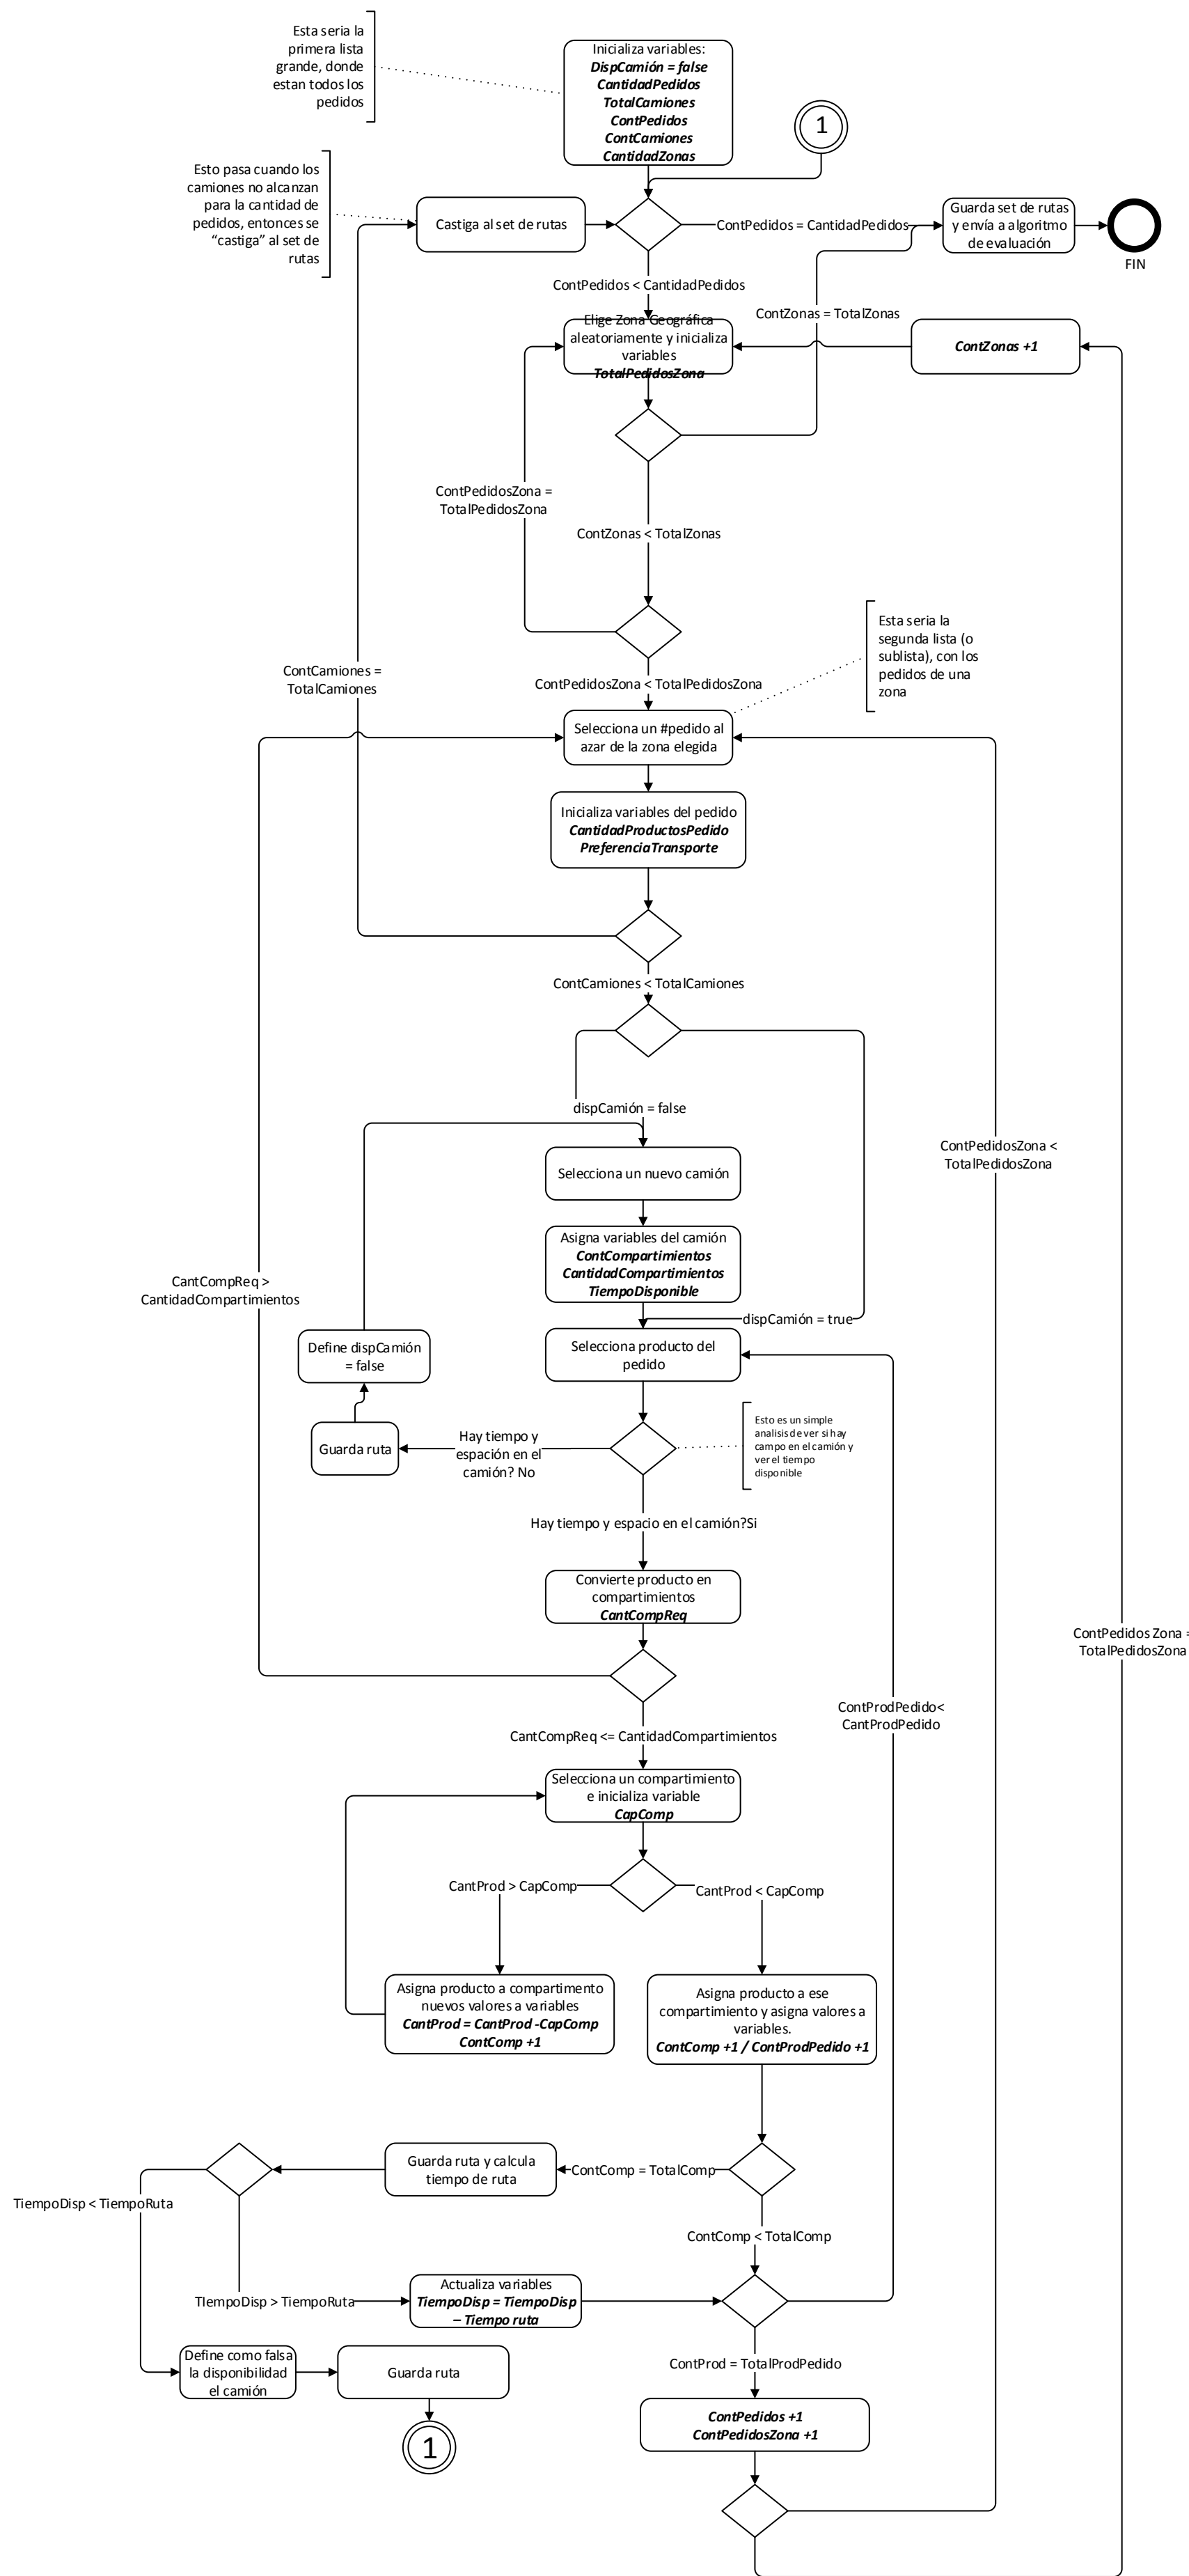 Esta seria la
primera lista
grande, donde
estan todos los
pedidos
Inicializa variables:
DispCamión = false
CantidadPedidos
TotalCamiones
ContPedidos
ContCamiones
CantidadZonas
1
Esto pasa cuando los
camiones no alcanzan
para la cantidad de
pedidos, entonces se
“castiga” al set de
rutas
Castiga al set de rutas
ContPedidos = CantidadPedidos
Guarda set de rutas
y envía a algoritmo
de evaluación
FIN
ContPedidos < CantidadPedidos
ContZonas = TotalZonas
Elige Zona Geográfica
aleatoriamente y inicializa
variables
TotalPedidosZona
ContZonas +1
ContPedidosZona =
TotalPedidosZona
ContZonas < TotalZonas
Esta seria la
segunda lista (o
sublista), con los
pedidos de una
zona
ContCamiones =
TotalCamiones
ContPedidosZona < TotalPedidosZona
Selecciona un #pedido al
azar de la zona elegida
Inicializa variables del pedido
CantidadProductosPedido
PreferenciaTransporte
ContCamiones < TotalCamiones
dispCamión = false
ContPedidosZona <
TotalPedidosZona
Selecciona un nuevo camión
Asigna variables del camión
ContCompartimientos
CantidadCompartimientos
TiempoDisponible
CantCompReq >
CantidadCompartimientos
dispCamión = true
Define dispCamión
= false
Selecciona producto del
pedido
Guarda ruta
Hay tiempo y
espación en el
camión? No
Esto es un simple
analisis de ver si hay
campo en el camión y
ver el tiempo
disponible
Hay tiempo y espacio en el camión?Si
Convierte producto en
compartimientos
CantCompReq
ContPedidos Zona =
TotalPedidosZona
ContProdPedido<
CantProdPedido
CantCompReq <= CantidadCompartimientos
Selecciona un compartimiento
e inicializa variable
CapComp
CantProd > CapComp
CantProd < CapComp
Asigna producto a compartimento
nuevos valores a variables
CantProd = CantProd -CapComp
ContComp +1
Asigna producto a ese
compartimiento y asigna valores a
variables.
ContComp +1 / ContProdPedido +1
Guarda ruta y calcula
tiempo de ruta
ContComp = TotalComp
TiempoDisp < TiempoRuta
ContComp < TotalComp
TIempoDisp > TiempoRuta
Actualiza variables
TiempoDisp = TiempoDisp
– Tiempo ruta
Define como falsa
la disponibilidad
el camión
Guarda ruta
ContProd = TotalProdPedido
ContPedidos +1
ContPedidosZona +1
1